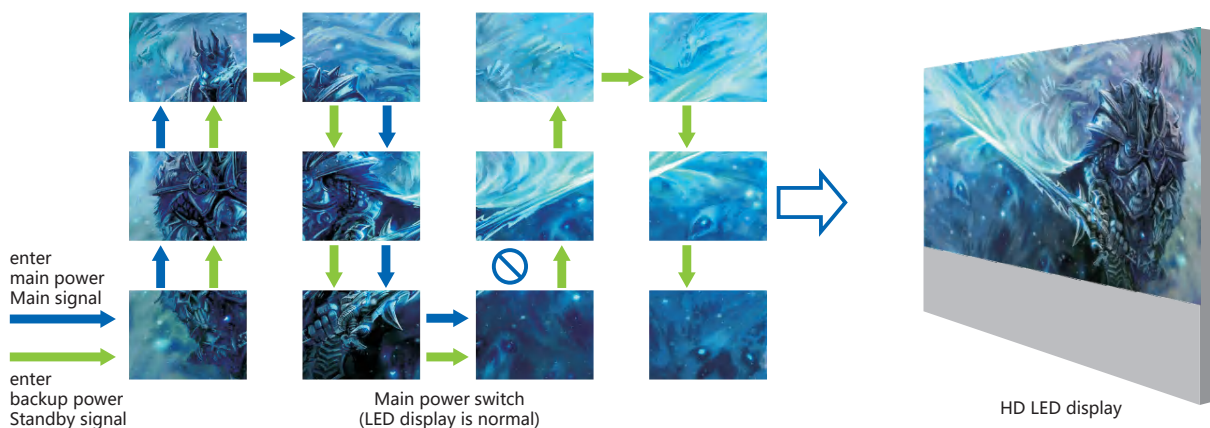 enter
main power
Main signal
enter
backup power
Standby signal
Main power switch
(LED display is normal)
HD LED display